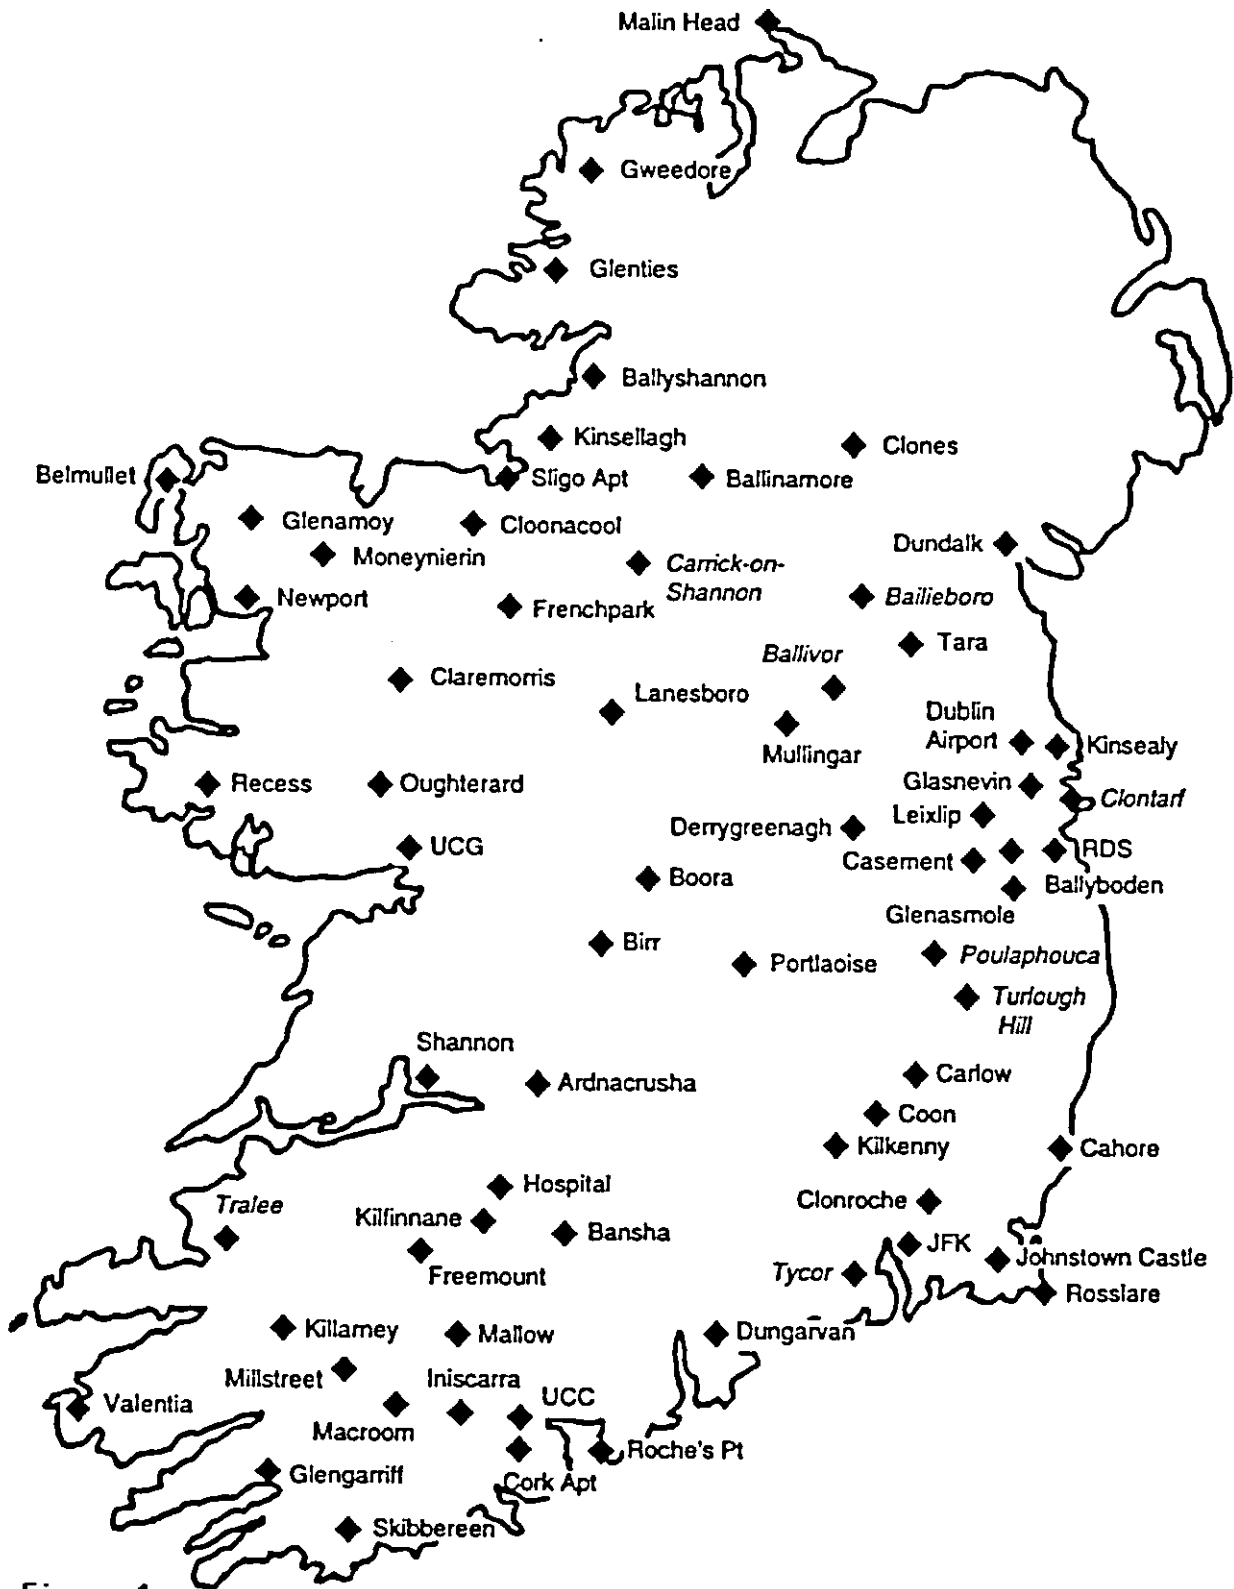 Malin Head
Gweedore
Glenties
Ballyshannon
Kinsellagh
Clones
Belmullet
Sligo Apt
Ballinamore
Glenamoy
Cloonacool
Dundalk
Moneynierin
Carrick-on-
Shannon
Newport
Frenchpark
Bailieboro
Tara
Ballivor
Claremorris
Lanesboro
Dublin
Airport
Mullingar
Kinsealy
Recess
Oughterard
Glasnevin
Clontarf
Leixlip
Derrygreenagh
UCG
Casement
RDS
Boora
Ballyboden
Glenasmole
Birr
Portlaoise
Poulaphouca
Turlough
Hill
Shannon
Ardnacrusha
Carlow
Coon
Kilkenny
Cahore
Hospital
Tralee
Clonroche
Kilfinnane
Bansha
JFK
Johnstown Castle
Freemount
Tycor
Rosslare
Killarney
Mallow
Dungarvan
Millstreet
Iniscarra
UCC
Valentia
Macroom
Roche's Pt
Glengarriff
Cork Apt
Skibbereen